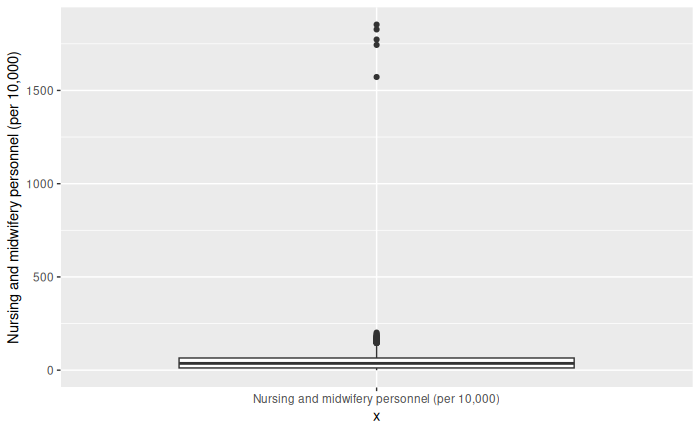 Nursing and midwifery personnel (per 10,000)
1500
1000
500
0
Nursing and midwifery personnel (per 10,000)
x